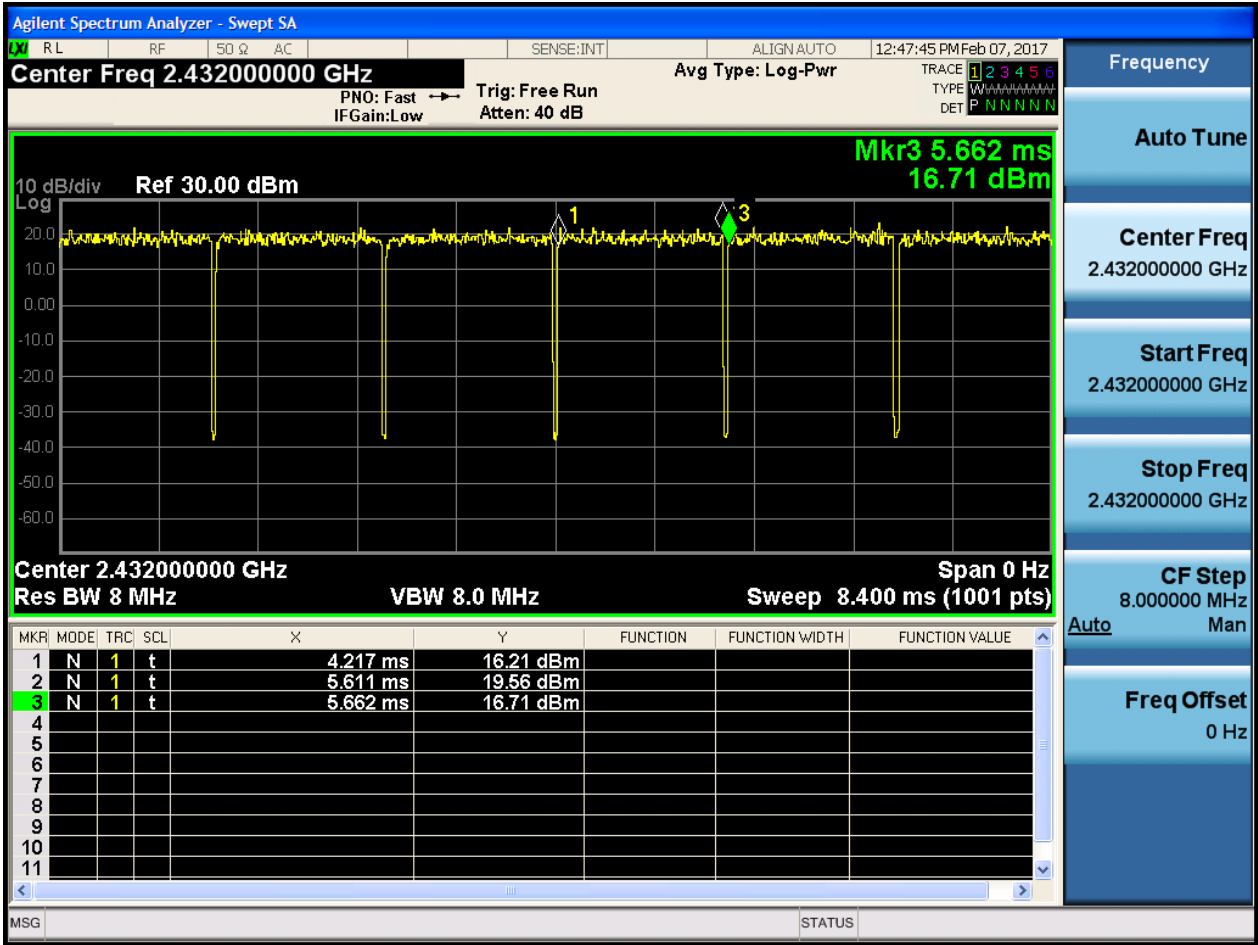 Agilent Spectrum Analyzer - Swept SA
LXI RL RF 50 Ω AC SENSE:INT ALIGN AUTO 12:47:45 PM Feb 07, 2017
Center Freq 2.432000000 GHz
PNO: Fast
IFGain:Low
Trig: Free Run
Atten: 40 dB
Avg Type: Log-Pwr
TRACE 1 2 3 4 5 6
TYPE WWWWWW
DET P N N N N N
Mkr3 5.662 ms
16.71 dBm
10 dB/div Ref 30.00 dBm
Log
20.0
10.0
0.00
-10.0
-20.0
-30.0
-40.0
-50.0
-60.0
1
3
Center 2.432000000 GHz Span 0 Hz
Res BW 8 MHz VBW 8.0 MHz Sweep 8.400 ms (1001 pts)
MKR MODE TRC SCL X Y FUNCTION FUNCTION WIDTH FUNCTION VALUE
1 N 1 t 4.217 ms 16.21 dBm
2 N 1 t 5.611 ms 19.56 dBm
3 N 1 t 5.662 ms 16.71 dBm
4
5
6
7
8
9
10
11
MSG STATUS
Frequency
Auto Tune
Center Freq
2.432000000 GHz
Start Freq
2.432000000 GHz
Stop Freq
2.432000000 GHz
CF Step
8.000000 MHz
Auto Man
Freq Offset
0 Hz